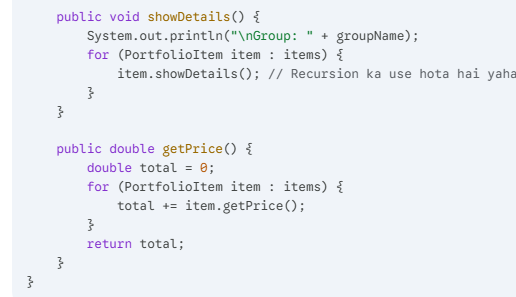 public void showDetails() {
System.out.println("\nGroup: " + groupName);
for (PortfolioItem item : items) {
item.showDetails(); // Recursion ka use hota hai yaha
}
}
public double getPrice() {
double total = 0;
for (PortfolioItem item : items) {
total += item.getPrice();
}
return total;
}
}